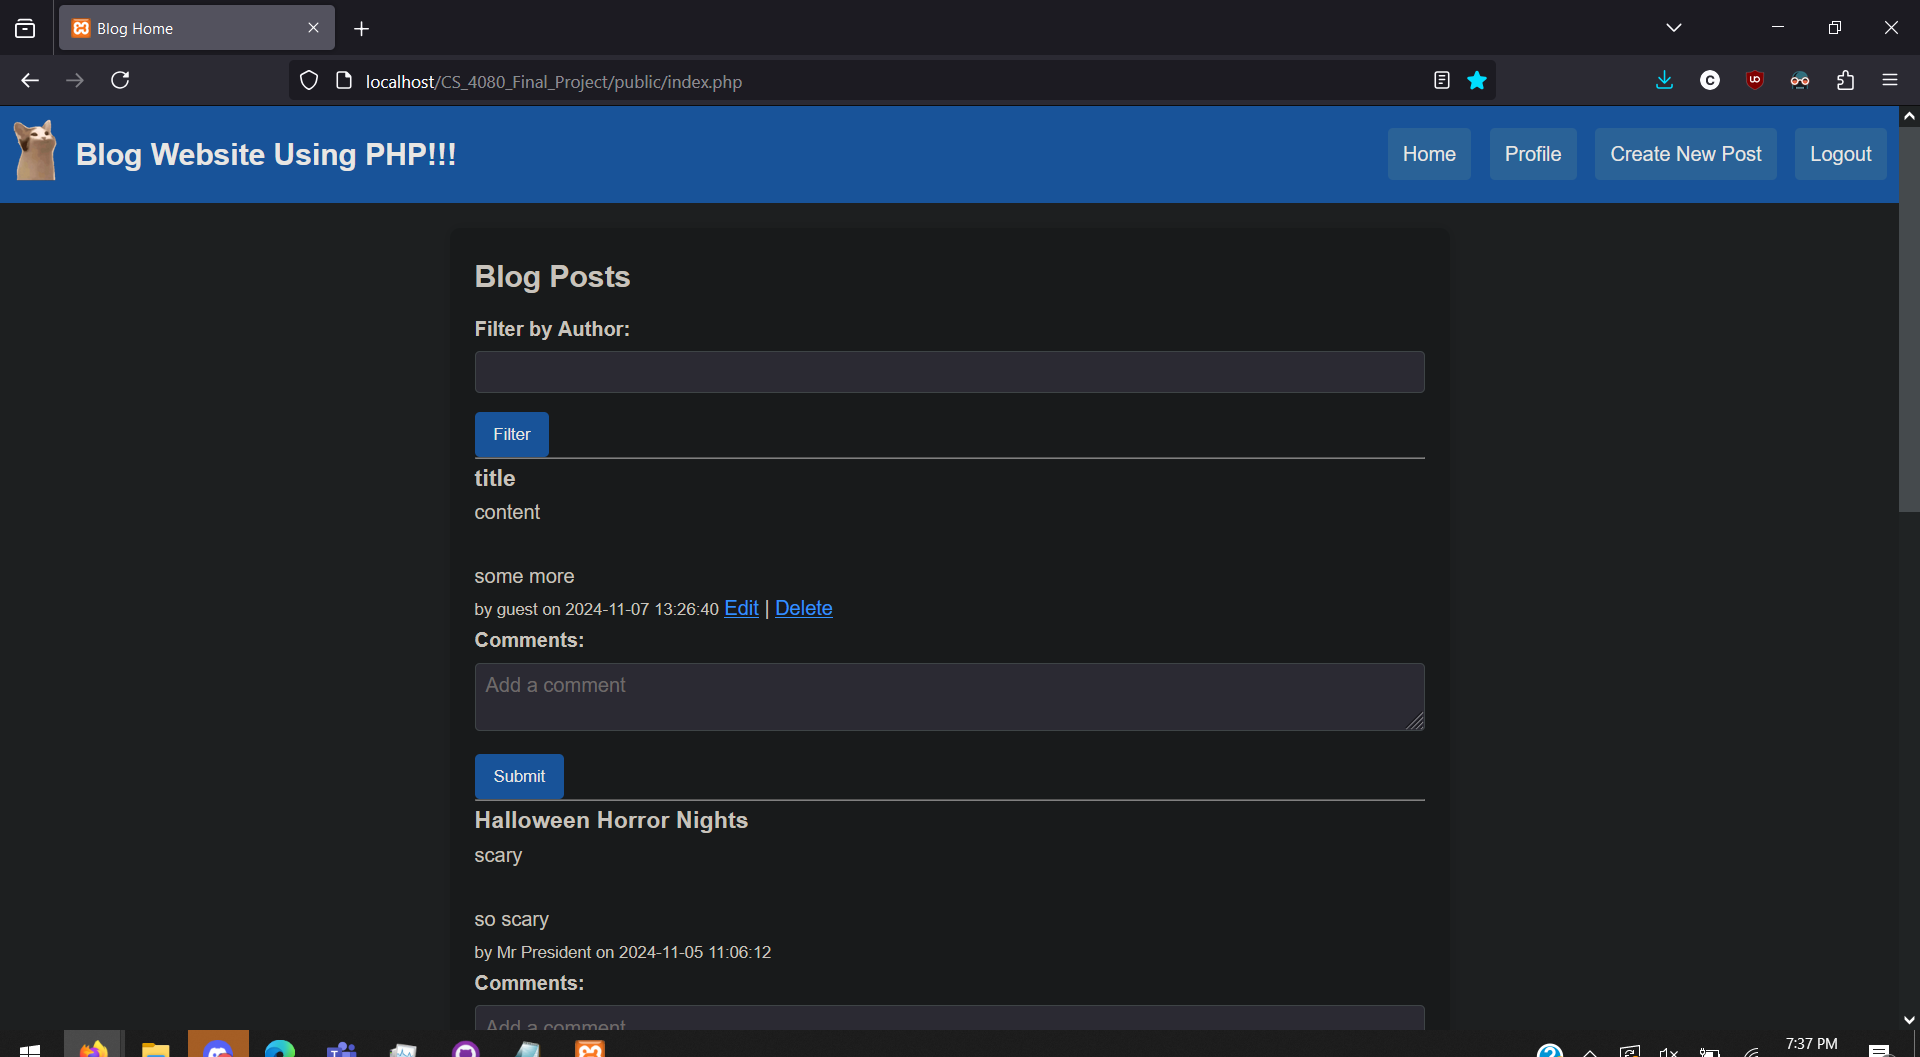 Blog Home
localhost/CS_4080_Final_Project/public/index.php
Blog Website Using PHP!!!
Home
Profile
Create New Post
Logout
Blog Posts
Filter by Author:
Filter
title
content
some more
by guest on 2024-11-07 13:26:40 Edit | Delete
Comments:
Add a comment
Submit
Halloween Horror Nights
scary
so scary
by Mr President on 2024-11-05 11:06:12
Comments:
Add a comment
7:37 PM